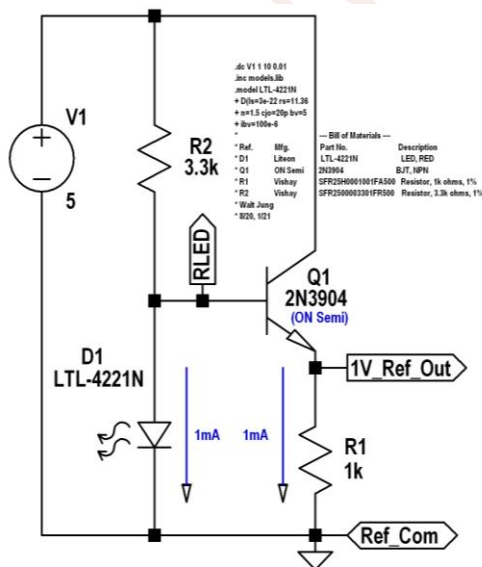 .dc V1 1 10 0.01
.inc models.lib
.model LTL-4221N
+ D(Is=3e-22 rs=11.36
+ n=1.5 cjo=20p bv=5
+ ibv=100e-6
* --- Bill of Materials ---
* Ref. Mfg. Part No. Description
* D1 Liteon LTL-4221N LED, RED
* Q1 ON Semi 2N3904 BJT, NPN
* R1 Vishay SFR25H0001001FA500 Resistor, 1k ohms, 1%
* R2 Vishay SFR2500003301FR500 Resistor, 3.3k ohms, 1%
* Walt Jung
* 8/20, 1/21
V1
+
−
5
R2
3.3k
RLED
Q1
2N3904
(ON Semi)
D1
LTL-4221N
1V_Ref_Out
1mA 1mA
R1
1k
Ref_Com